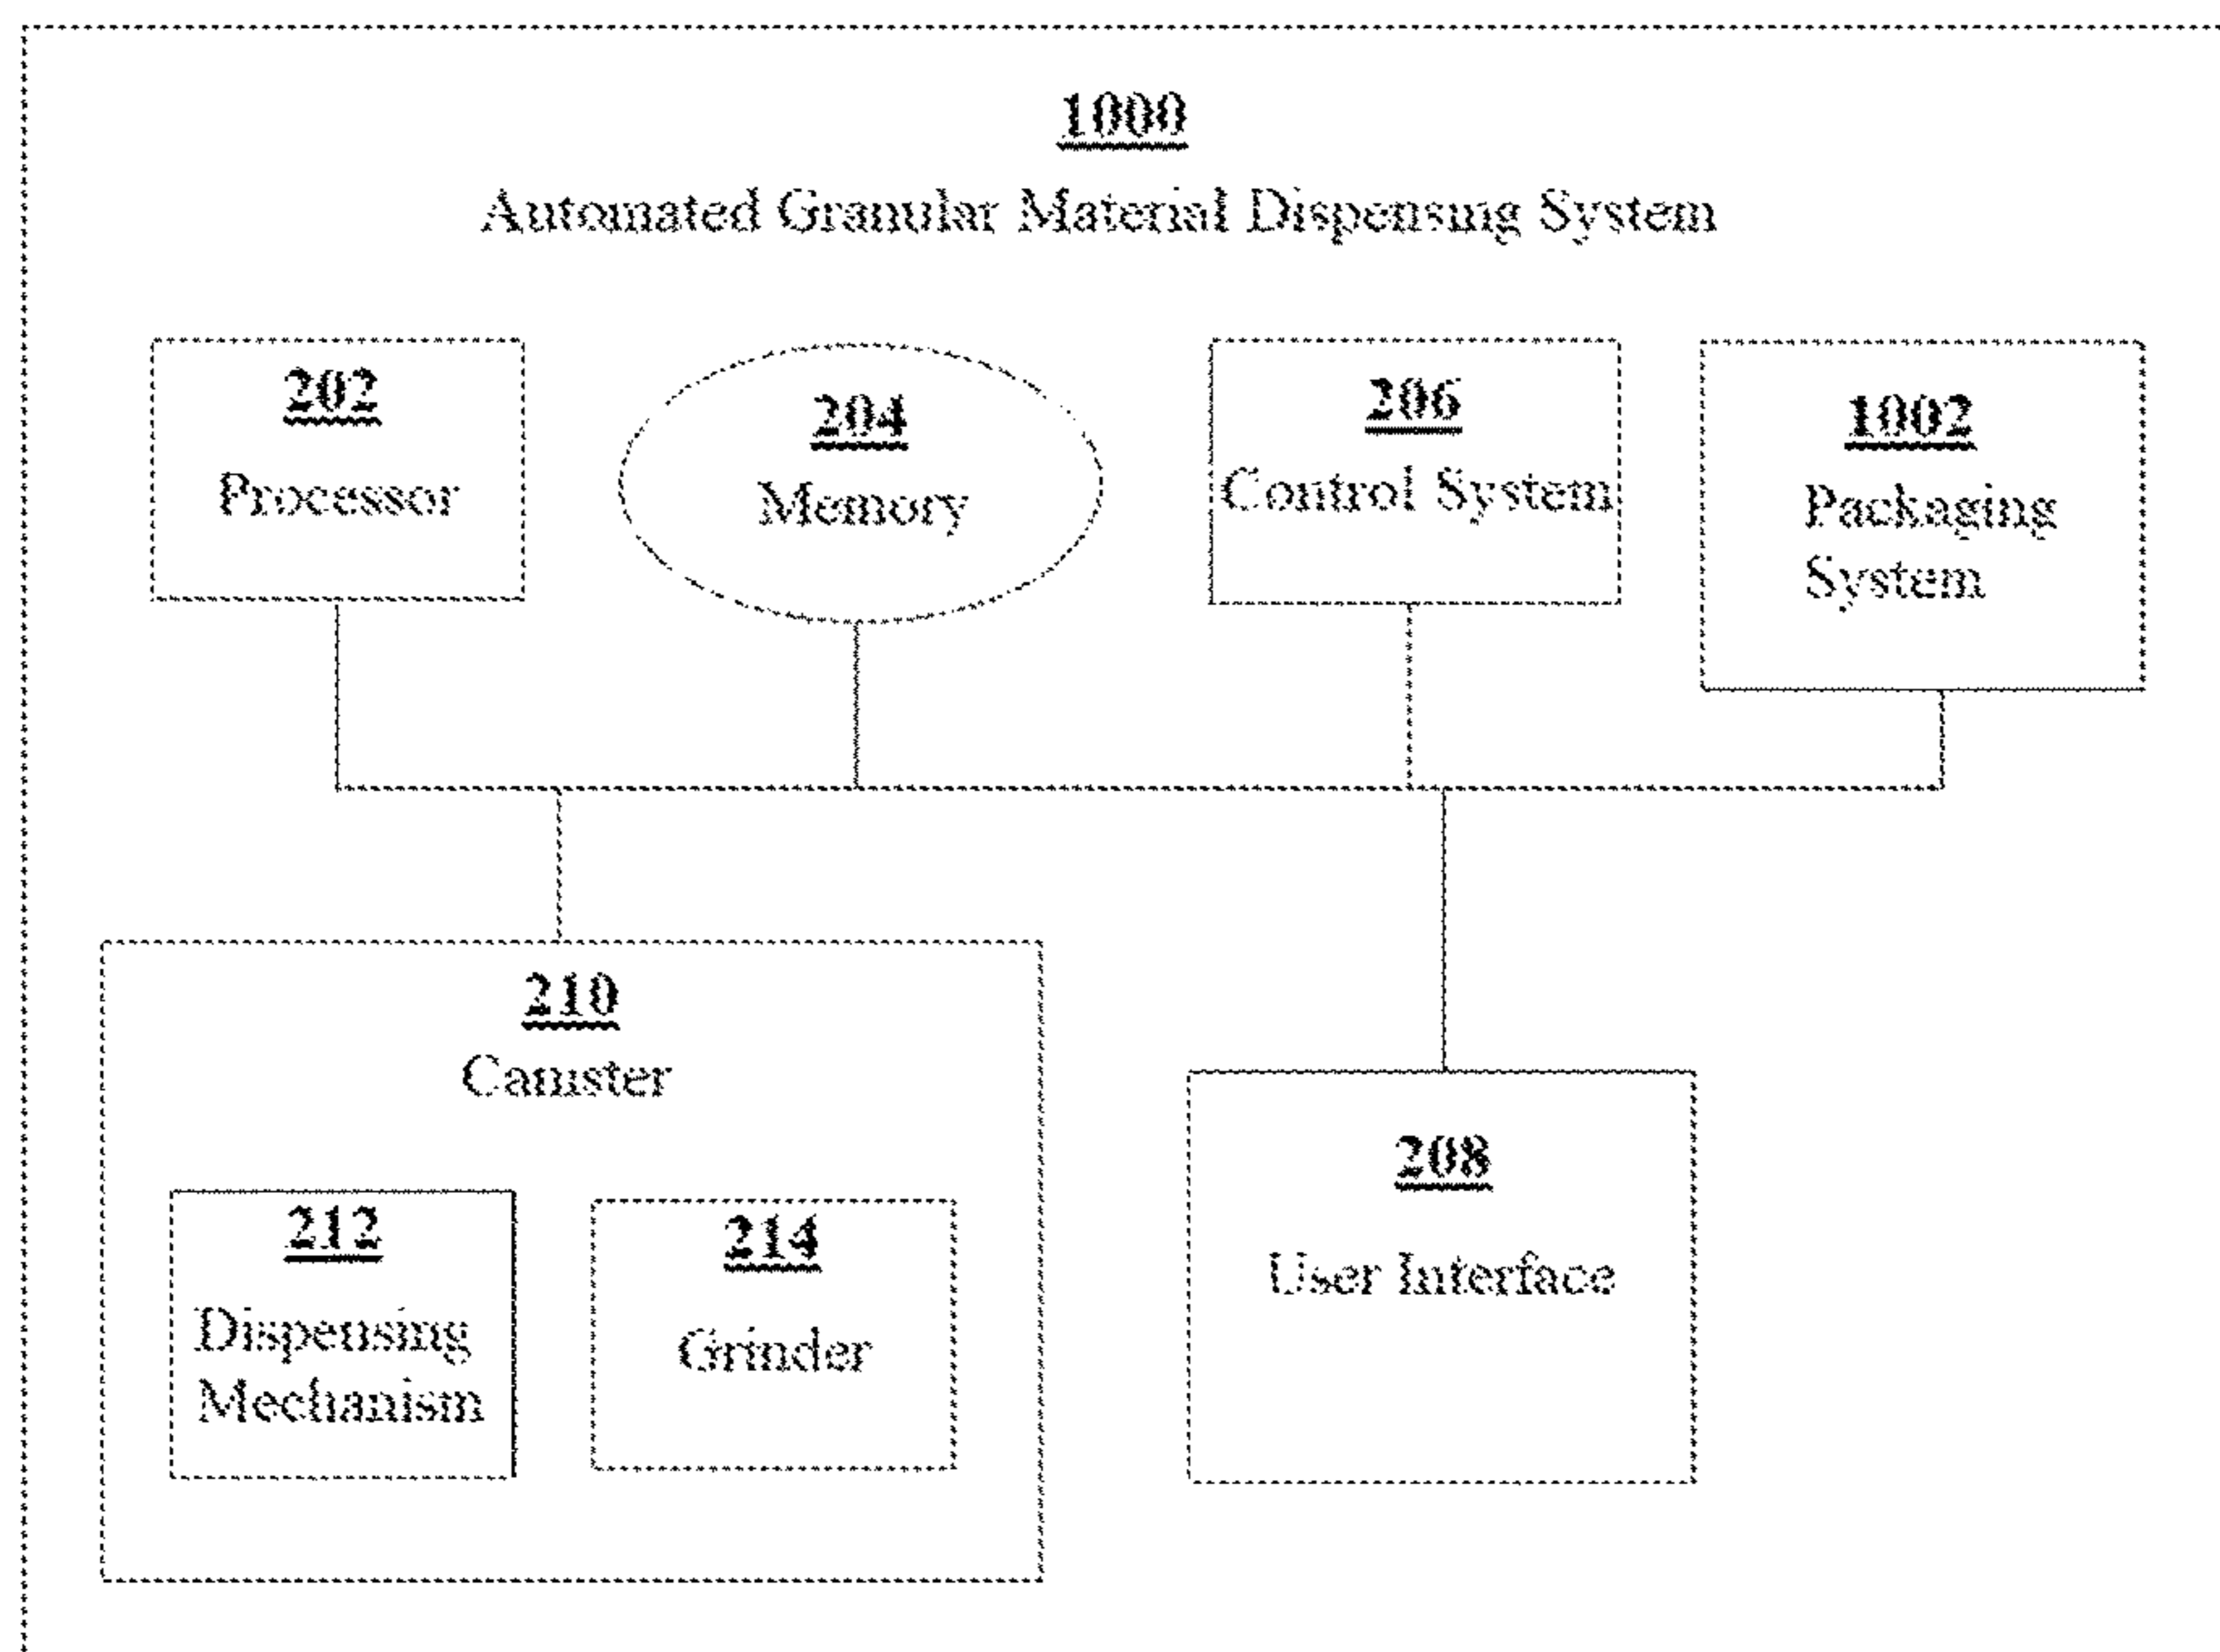 1000
Automated Granular Material Dispensing System
202
Processor
204
Memory
206
Control System
1002
Packaging
System
210
Canister
212
Dispensing
Mechanism
214
Grinder
208
User Interface